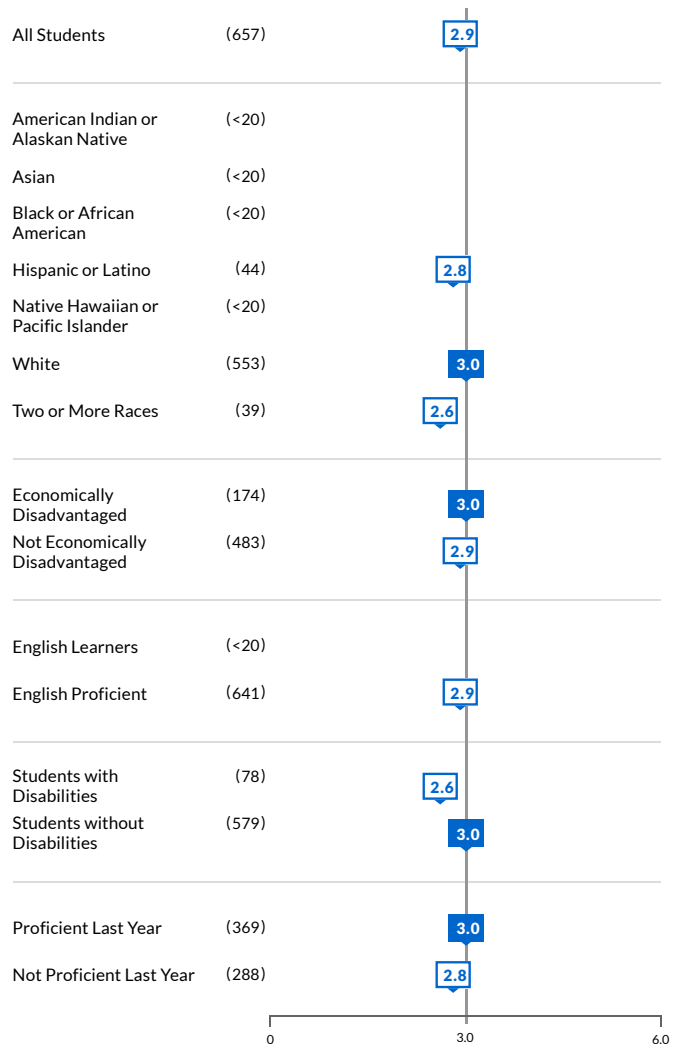 All Students (657) 2.9
American Indian or (<20)
Alaskan Native
Asian (<20)
Black or African (<20)
American
Hispanic or Latino (44) 2.8
Native Hawaiian or (<20)
Pacific Islander
White (553) 3.0
Two or More Races (39) 2.6
Economically (174) 3.0
Disadvantaged
Not Economically (483) 2.9
Disadvantaged
English Learners (<20)
English Proficient (641) 2.9
Students with (78) 2.6
Disabilities
Students without (579) 3.0
Disabilities
Proficient Last Year (369) 3.0
Not Proficient Last Year (288) 2.8
0 3.0 6.0